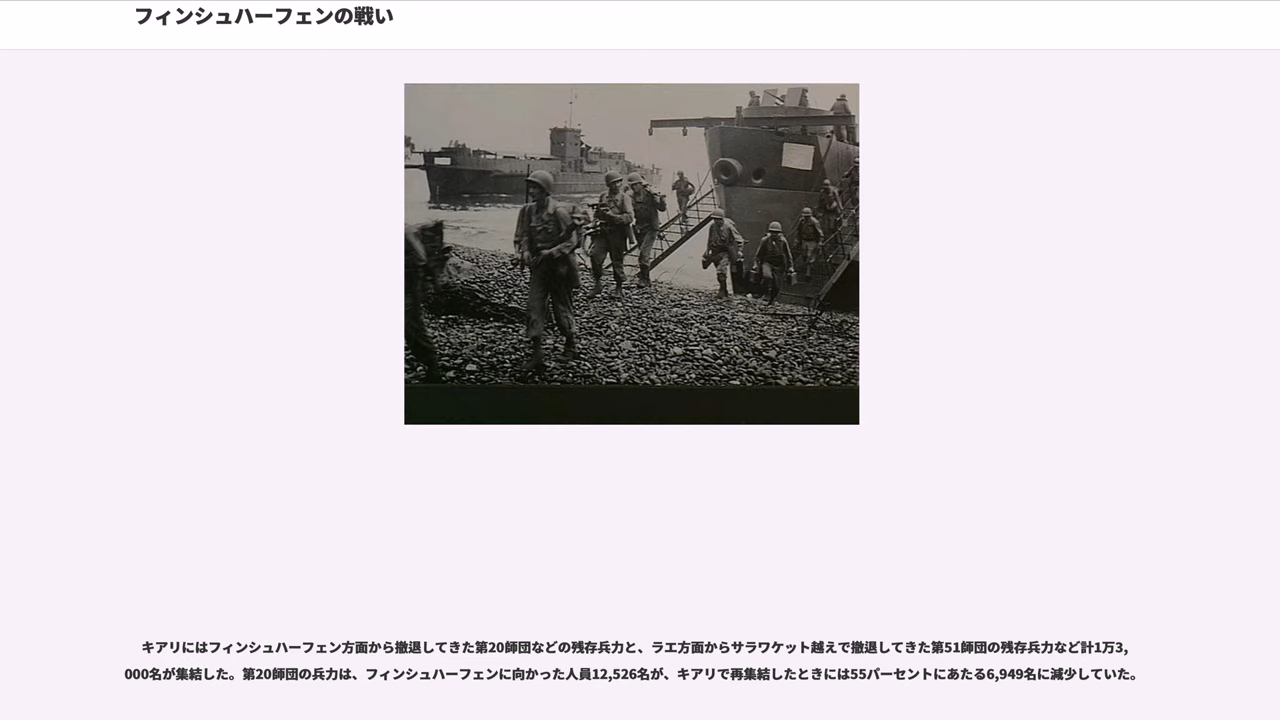 フィンシュハーフェンの戦い
キアリにはフィンシュハーフェン方面から撤退してきた第20師団などの残存兵力と、ラエ方面からサラワケット越えで撤退してきた第51師団の残存兵力など計1万3,
000名が集結した。第20師団の兵力は、フィンシュハーフェンに向かった人員12,526名が、キアリで再集結したときには55パーセントにあたる6,949名に減少していた。